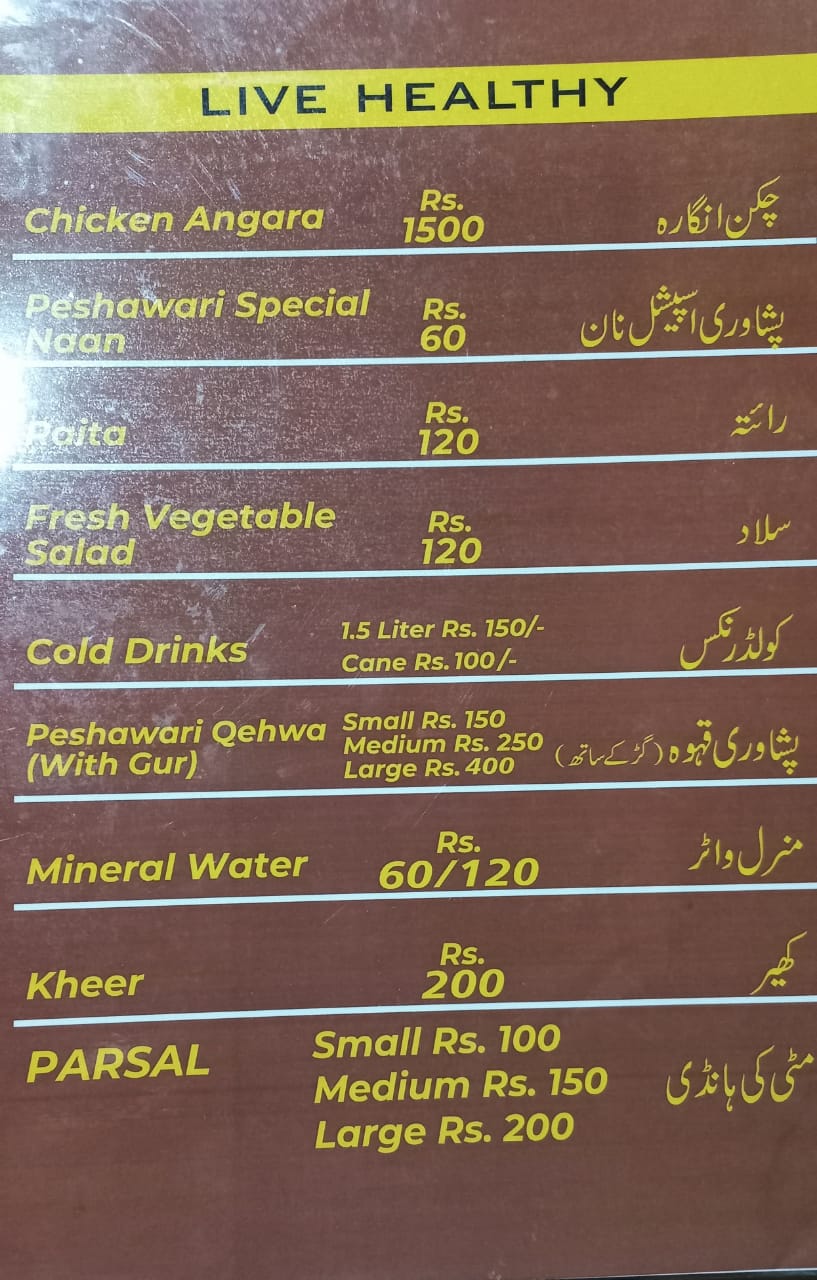 LIVE HEALTHY
Chicken Angara Rs. 1500 چکن انگارہ
Peshawari Special Naan Rs. 60 پشاوری اسپیشل نان
Raita Rs. 120 رائتہ
Fresh Vegetable Salad Rs. 120 سلاد
Cold Drinks 1.5 Liter Rs. 150/- Cane Rs. 100/- کولڈرنکس
Peshawari Qehwa (With Gur) Small Rs. 150 Medium Rs. 250 Large Rs. 400 پشاوری قہوہ (گڑ کے ساتھ)
Mineral Water Rs. 60/120 منرل واٹر
Kheer Rs. 200 کھیر
PARSAL Small Rs. 100 Medium Rs. 150 Large Rs. 200 مٹی کی ہانڈی